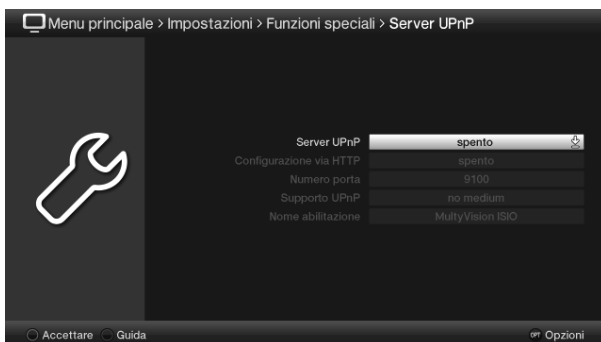 Menu principale > Impostazioni > Funzioni speciali > Server UPnP
Server UPnP spento
Configurazione via HTTP spento
Numero porta 9100
Supporto UPnP no medium
Nome abilitazione MultyVision ISIO
Accettare Guida OPT Opzioni